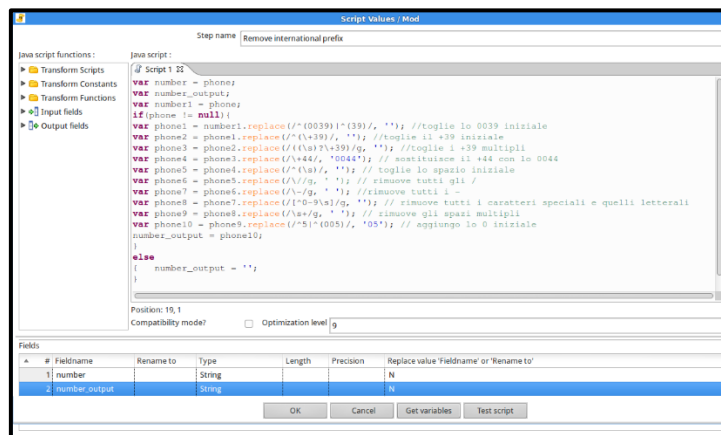 Script Values / Mod
Step name Remove international prefix
Java script functions :
Java script :
Transform Scripts
Transform Constants
Transform Functions
Input fields
Output fields
Script 1
var number = phone;
var number_output;
var number1 = phone;
if(phone != null){
var phone1 = number1.replace(/^(0039)|^(39)/, ''); //toglie lo 0039 iniziale
var phone2 = phone1.replace(/^(\+39)/, ''); //toglie il +39 iniziale
var phone3 = phone2.replace(/((\s)?\+39)/g, ''); //toglie i +39 multipli
var phone4 = phone3.replace(/\+44/, '0044'); // sostituisce il +44 con lo 0044
var phone5 = phone4.replace(/^(\s)/, ''); // toglie lo spazio iniziale
var phone6 = phone5.replace(/\//g, ' '); // rimuove tutti gli /
var phone7 = phone6.replace(/\-/g, ' '); //rimuove tutti i -
var phone8 = phone7.replace(/[^0-9\s]/g, ''); // rimuove tutti i caratteri speciali e quelli letterali
var phone9 = phone8.replace(/\s+/g, ' '); // rimuove gli spazi multipli
var phone10 = phone9.replace(/^5|^(005)/, '05'); // aggiungo lo 0 iniziale
number_output = phone10;
}
else
{ number_output = '';
}
Position: 19, 1
Compatibility mode? Optimization level 9
Fields
# Fieldname Rename to Type Length Precision Replace value 'Fieldname' or 'Rename to'
1 number String N
2 number_output String N
OK Cancel Get variables Test script